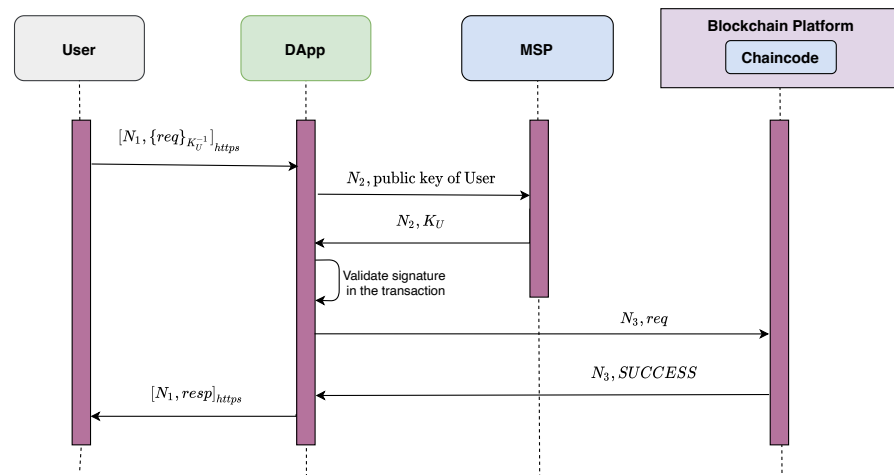 User
DApp
MSP
Blockchain Platform
Chaincode
[N₁, {req}_{K_U^{-1}}]_{https}
N₂, public key of User
N₂, K_U
Validate signature
in the transaction
N₃, req
N₃, SUCCESS
[N₁, resp]_{https}